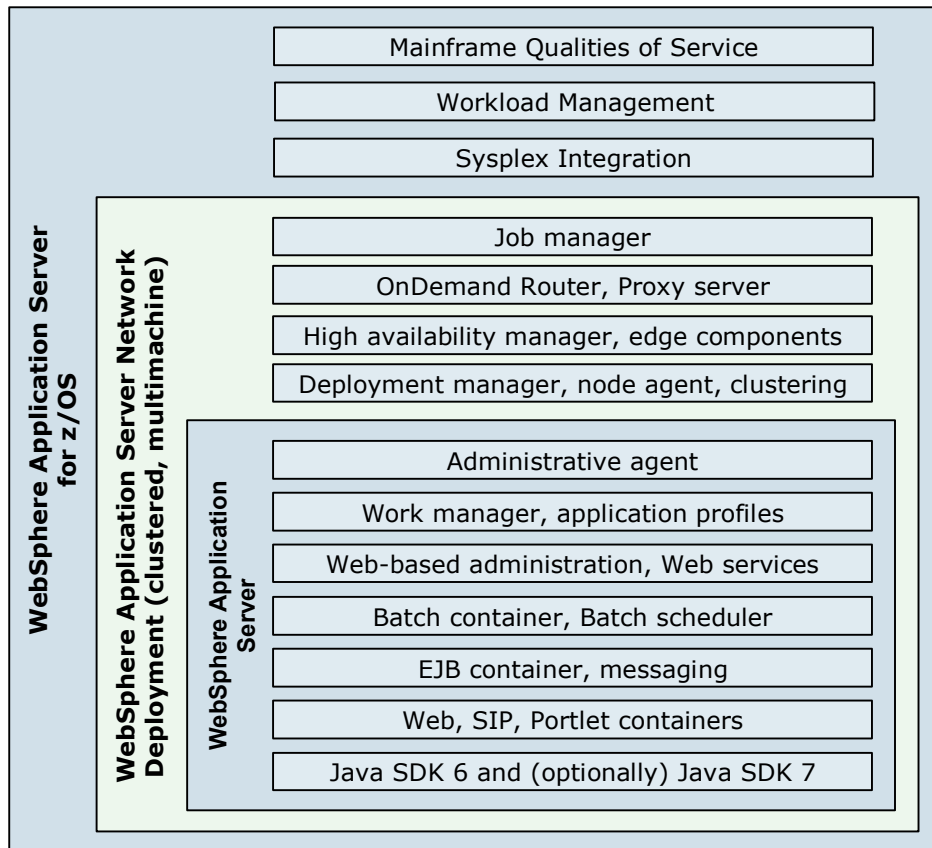 Mainframe Qualities of Service
Workload Management
Sysplex Integration
WebSphere Application Server
for z/OS
Job manager
OnDemand Router, Proxy server
High availability manager, edge components
Deployment manager, node agent, clustering
WebSphere Application Server Network
Deployment (clustered, multimachine)
Administrative agent
Work manager, application profiles
Web-based administration, Web services
Batch container, Batch scheduler
EJB container, messaging
Web, SIP, Portlet containers
Java SDK 6 and (optionally) Java SDK 7
WebSphere Application
Server